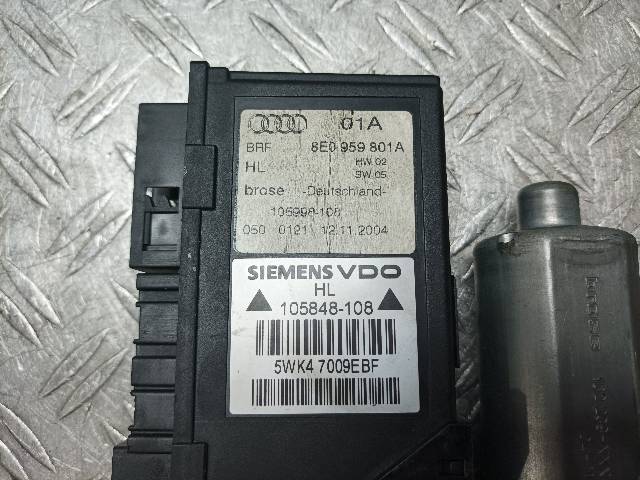 01A
BRF 8E0 959 801A
HL HW 02
SW 05
brose -Deutschland-
105998-108
050 0121 12.11.2004
SIEMENS VDO
HL
105848-108
5WK4 7009EBF
brose